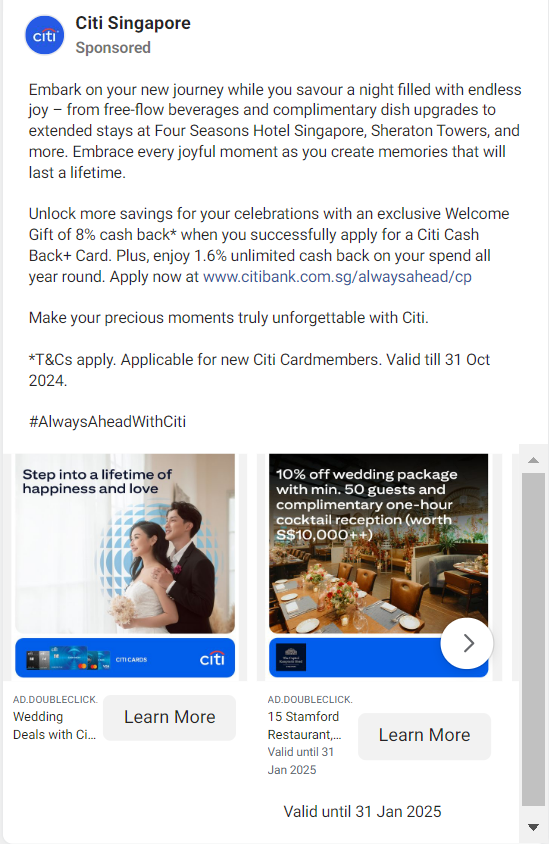 citi
Citi Singapore
Sponsored
Embark on your new journey while you savour a night filled with endless
joy – from free-flow beverages and complimentary dish upgrades to
extended stays at Four Seasons Hotel Singapore, Sheraton Towers, and
more. Embrace every joyful moment as you create memories that will
last a lifetime.
Unlock more savings for your celebrations with an exclusive Welcome
Gift of 8% cash back* when you successfully apply for a Citi Cash
Back+ Card. Plus, enjoy 1.6% unlimited cash back on your spend all
year round. Apply now at www.citibank.com.sg/alwaysahead/cp
Make your precious moments truly unforgettable with Citi.
*T&Cs apply. Applicable for new Citi Cardmembers. Valid till 31 Oct
2024.
#AlwaysAheadWithCiti
Step into a lifetime of
happiness and love
CITI CARDS
citi
AD.DOUBLECLICK.
Wedding
Deals with Ci...
Learn More
10% off wedding package
with min. 50 guests and
complimentary one-hour
cocktail reception (worth
S$10,000++)
AD.DOUBLECLICK.
15 Stamford
Restaurant,...
Valid until 31
Jan 2025
Learn More
Valid until 31 Jan 2025